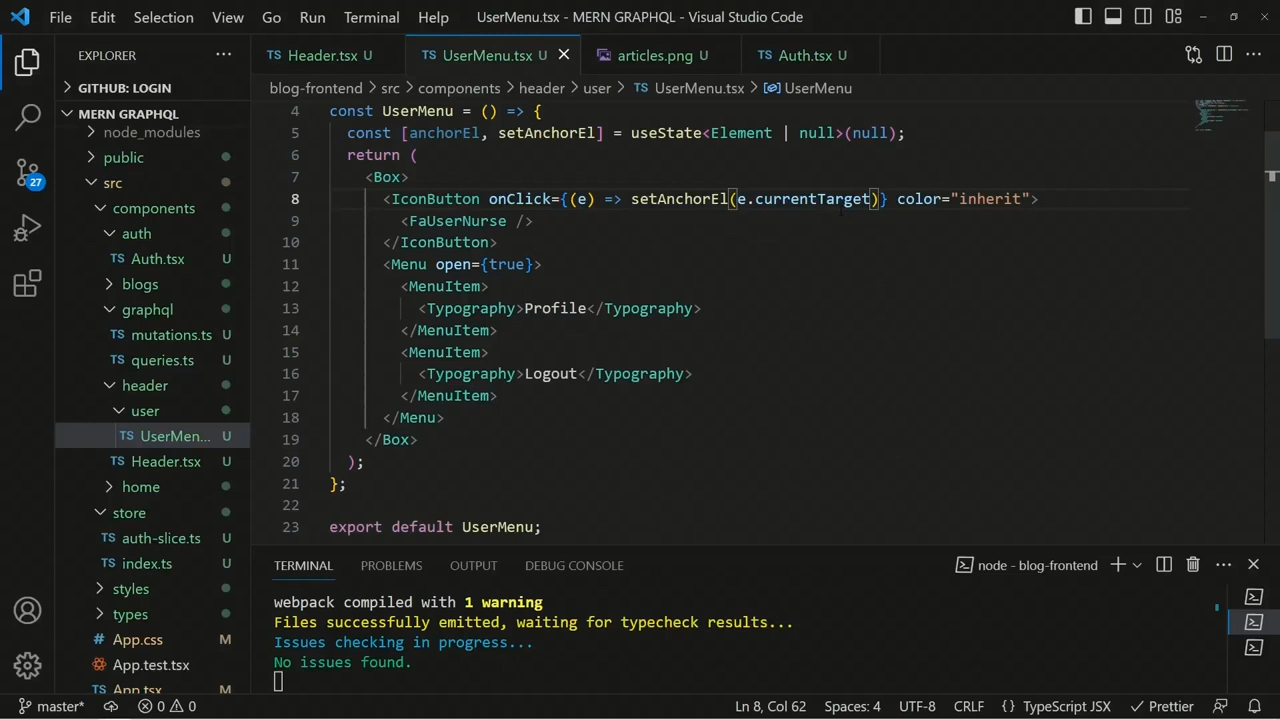 File Edit Selection View Go Run Terminal Help UserMenu.tsx - MERN GRAPHQL - Visual Studio Code
EXPLORER
GITHUB: LOGIN
MERN GRAPHQL
node_modules
public
src
components
auth
Auth.tsx U
blogs
graphql
mutations.ts U
queries.ts U
header
user
TS UserMen... U
TS Header.tsx U
home
store
TS auth-slice.ts U
TS index.ts U
styles
types
# App.css M
App.test.tsx
App.tsx M
27
TS Header.tsx U TS UserMenu.tsx U articles.png U TS Auth.tsx U
blog-frontend > src > components > header > user > TS UserMenu.tsx > UserMenu
4 const UserMenu = () => {
5 const [anchorEl, setAnchorEl] = useState<Element | null>(null);
6 return (
7 <Box>
8 <IconButton onClick={(e) => setAnchorEl(e.currentTarget)} color="inherit">
9 <FaUserNurse />
10 </IconButton>
11 <Menu open={true}>
12 <MenuItem>
13 <Typography>Profile</Typography>
14 </MenuItem>
15 <MenuItem>
16 <Typography>Logout</Typography>
17 </MenuItem>
18 </Menu>
19 </Box>
20 );
21 };
22
23 export default UserMenu;
TERMINAL PROBLEMS OUTPUT DEBUG CONSOLE node - blog-frontend
webpack compiled with 1 warning
Files successfully emitted, waiting for typecheck results...
Issues checking in progress...
No issues found.
master* 0 0 Ln 8, Col 62 Spaces: 4 UTF-8 CRLF {} TypeScript JSX Prettier